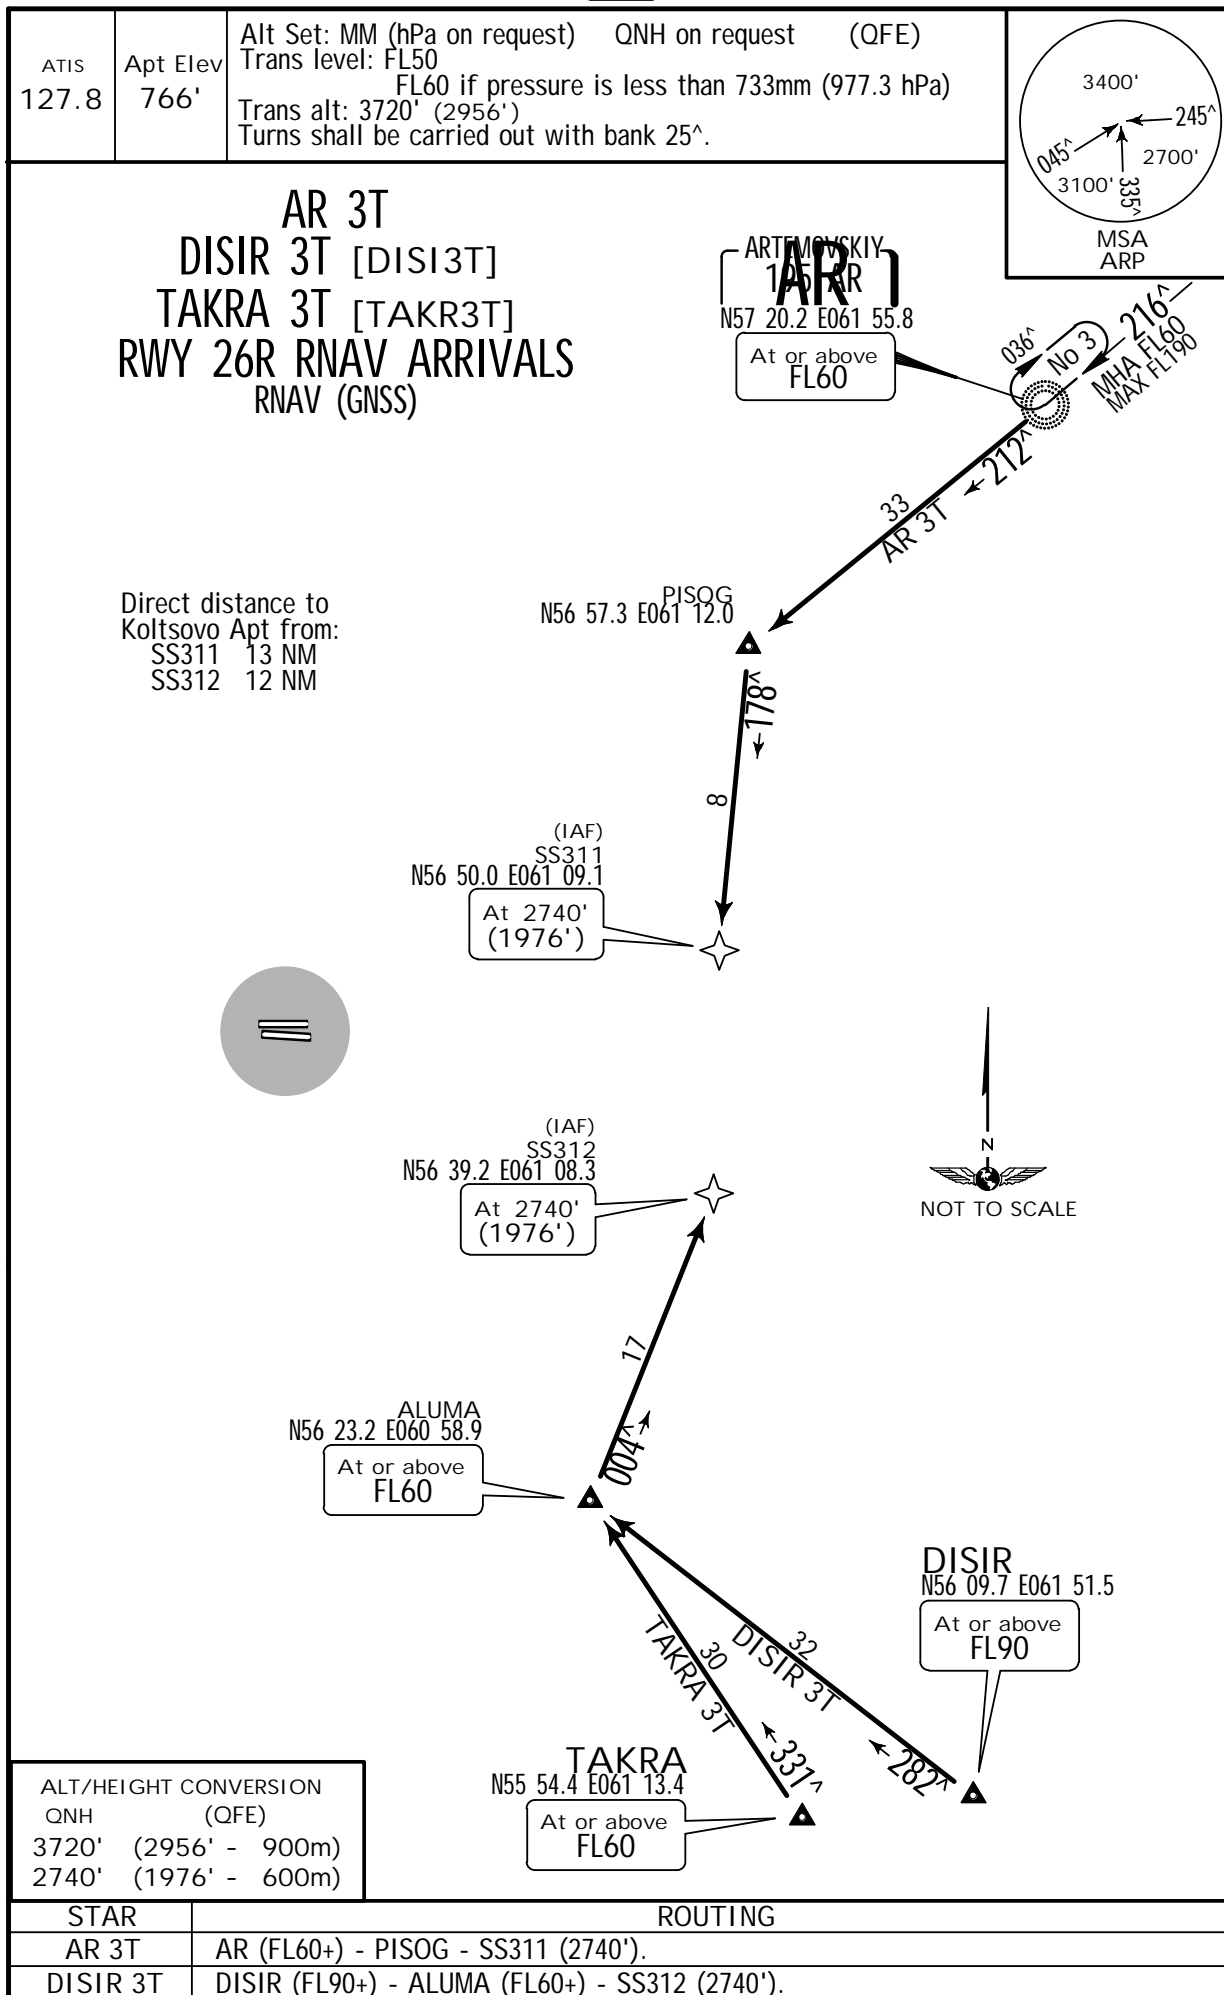 ATIS
127.8
Apt Elev
766'
Alt Set: MM (hPa on request) QNH on request (QFE)
Trans level: FL50
FL60 if pressure is less than 733mm (977.3 hPa)
Trans alt: 3720' (2956')
Turns shall be carried out with bank 25^.
3400'
245^
045^
2700'
3100'
335^
MSA
ARP
AR 3T
DISIR 3T [DISI3T]
TAKRA 3T [TAKR3T]
RWY 26R RNAV ARRIVALS
RNAV (GNSS)
ARTEMOVSKIY
AR
AR
N57 20.2 E061 55.8
At or above
FL60
036^
No 3
216^
MHA FL60
MAX FL190
212^
33
AR 3T
PISOG
N56 57.3 E061 12.0
Direct distance to
Koltsovo Apt from:
SS311 13 NM
SS312 12 NM
178^
8
(IAF)
SS311
N56 50.0 E061 09.1
At 2740'
(1976')
(IAF)
SS312
N56 39.2 E061 08.3
At 2740'
(1976')
N
NOT TO SCALE
17
004^
ALUMA
N56 23.2 E060 58.9
At or above
FL60
DISIR
N56 09.7 E061 51.5
At or above
FL90
32
DISIR 3T
282^
30
TAKRA 3T
331^
TAKRA
N55 54.4 E061 13.4
At or above
FL60
ALT/HEIGHT CONVERSION
QNH (QFE)
3720' (2956' - 900m)
2740' (1976' - 600m)
STAR ROUTING
AR 3T AR (FL60+) - PISOG - SS311 (2740').
DISIR 3T DISIR (FL90+) - ALUMA (FL60+) - SS312 (2740').